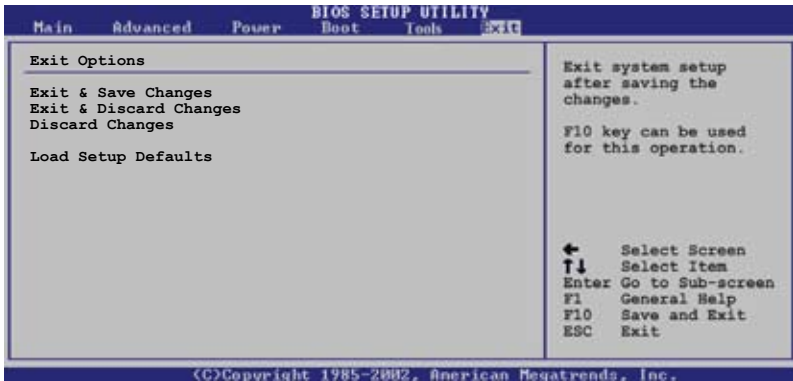 BIOS SETUP UTILITY
Main Advanced Power Boot Tools Exit
Exit Options
Exit & Save Changes
Exit & Discard Changes
Discard Changes
Load Setup Defaults
Exit system setup
after saving the
changes.
F10 key can be used
for this operation.
← Select Screen
↑↓ Select Item
Enter Go to Sub-screen
F1 General Help
F10 Save and Exit
ESC Exit
(C)Copyright 1985-2002, American Megatrends, Inc.